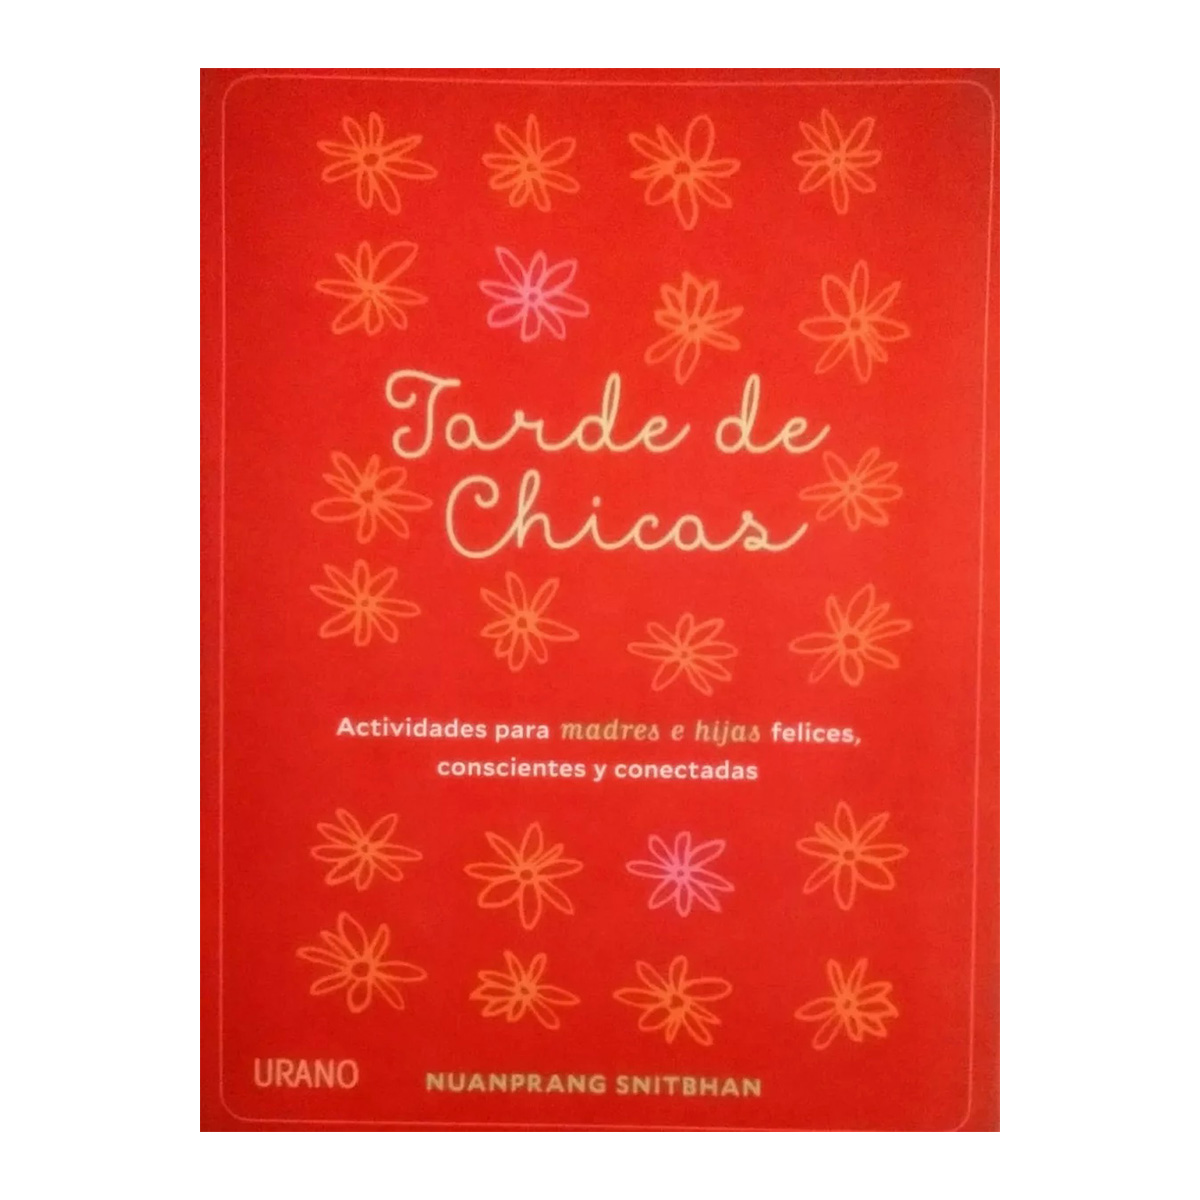 Tarde de
Chicas
Actividades para madres e hijas felices,
conscientes y conectadas
URANO
NUANPRANG SNITBHAN